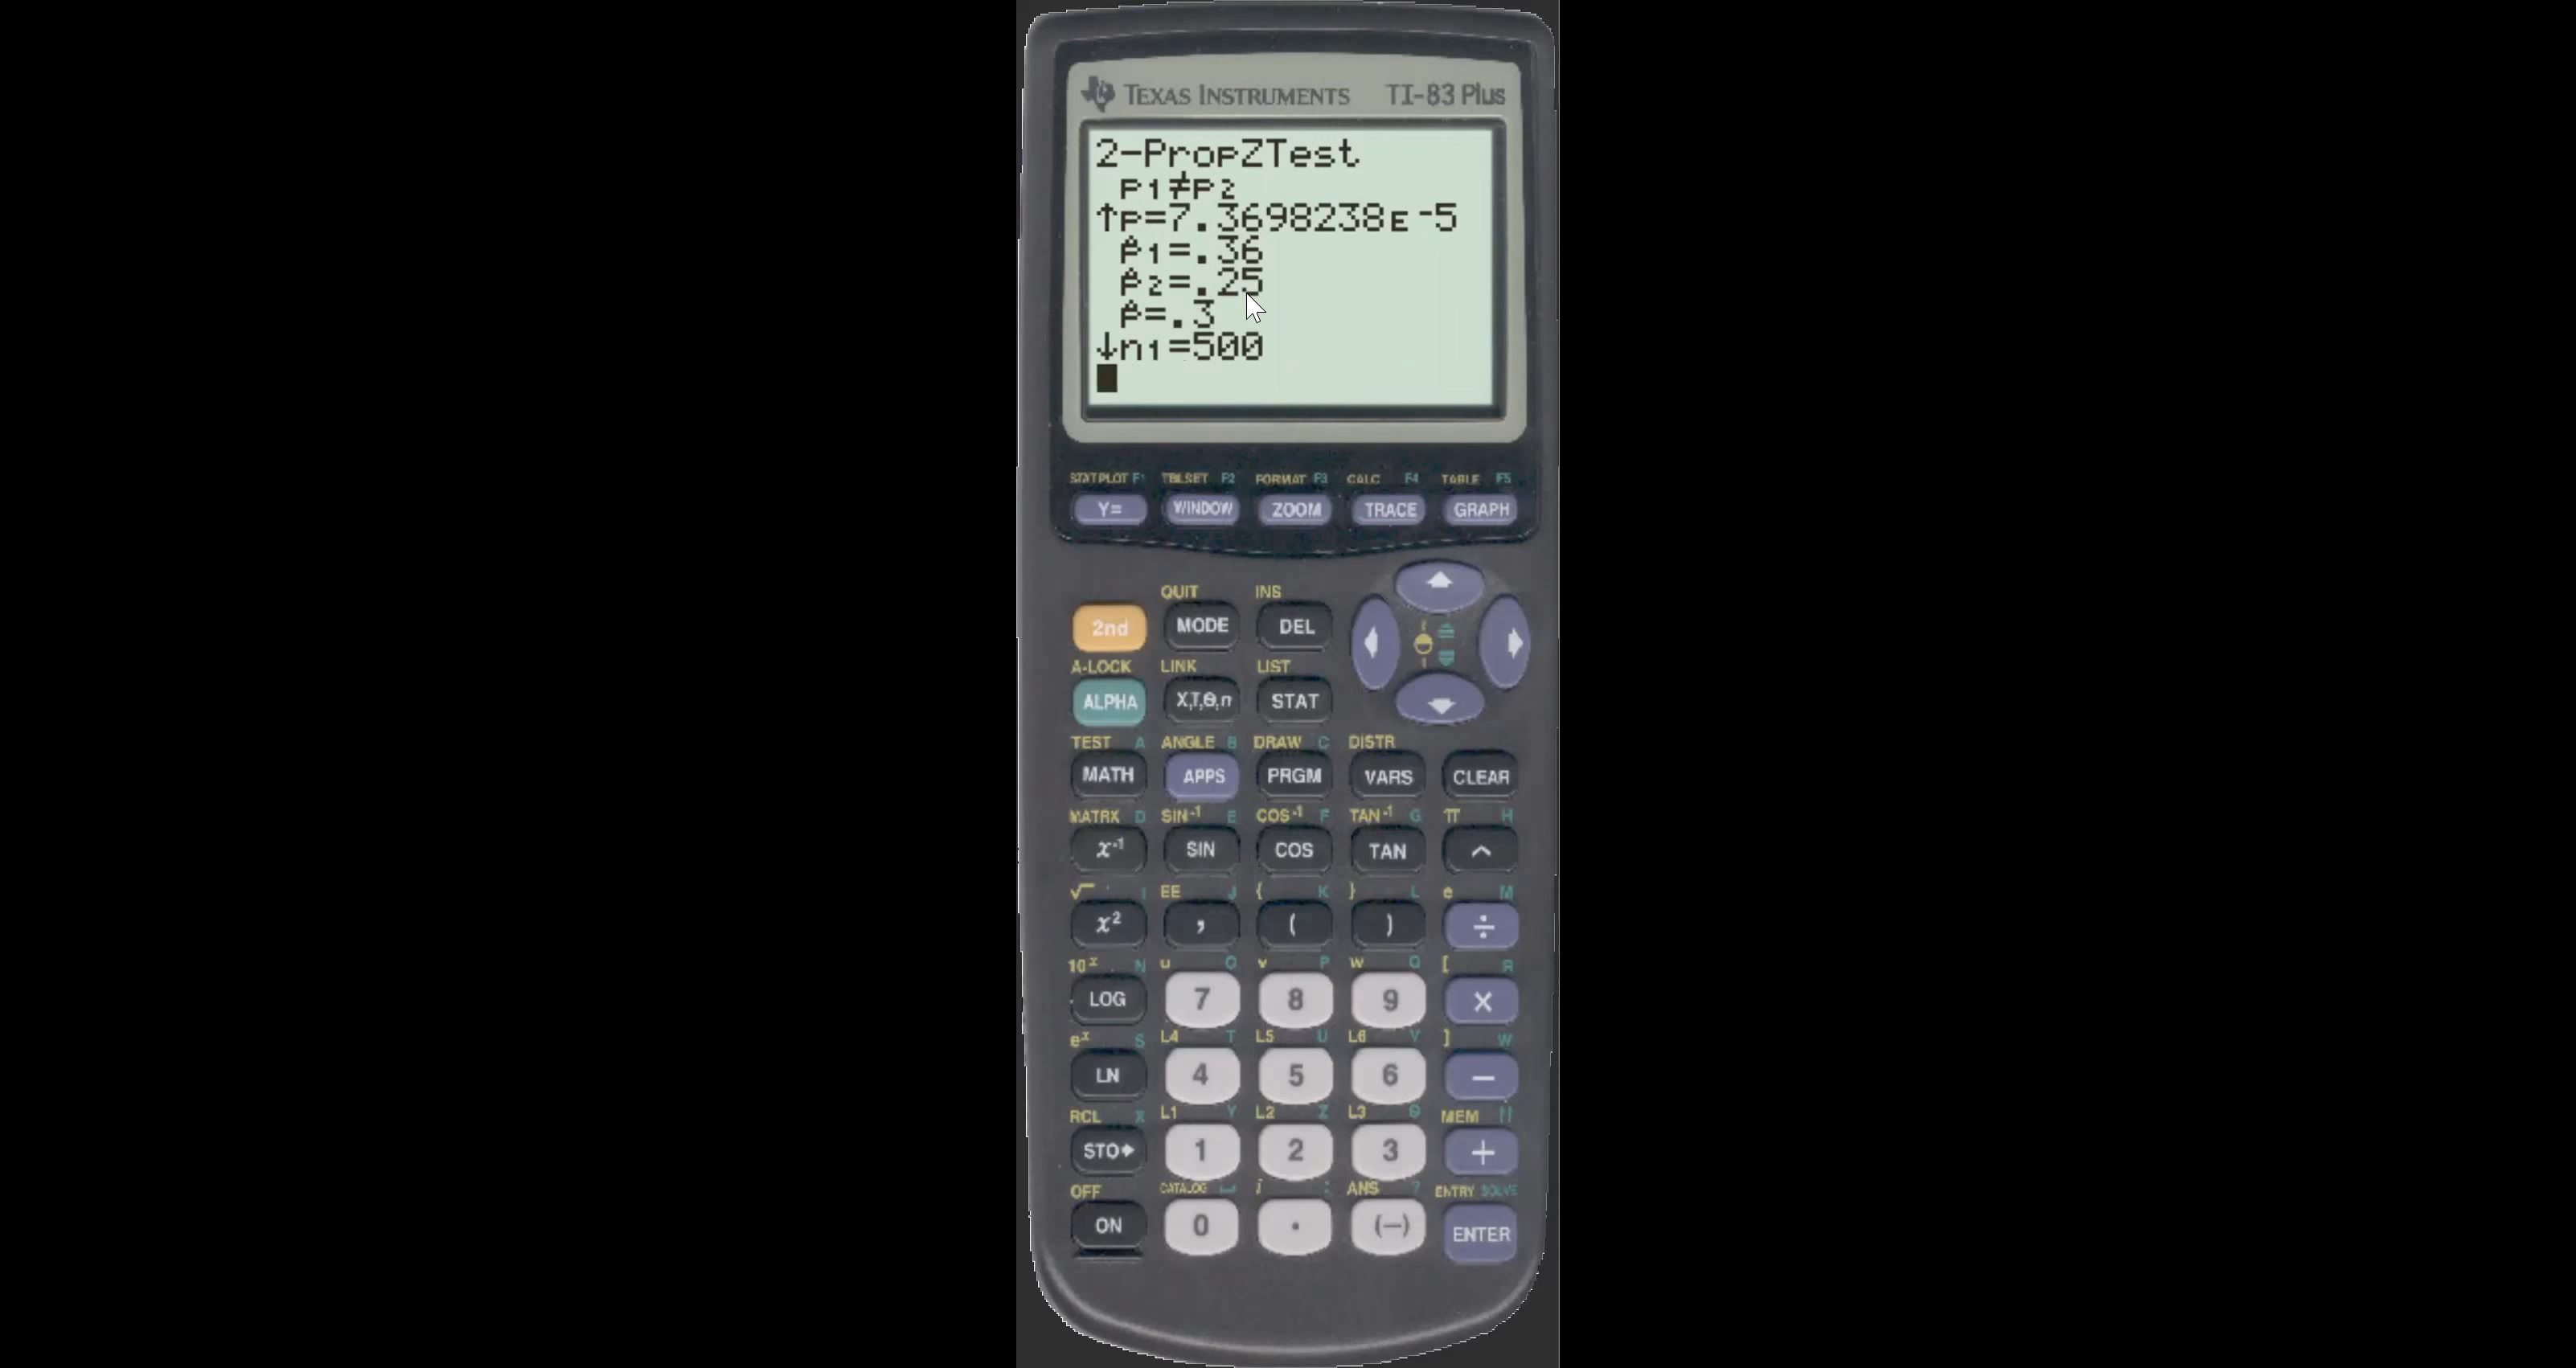 TEXAS INSTRUMENTS TI-83 Plus
2-PropZTest
p1≠p2
↑p=7.3698238E-5
p̂1=.36
p̂2=.25
p̂=.3
↓n1=500
STAT PLOT F1 TBLSET F2 FORMAT F3 CALC F4 TABLE F5
Y= WINDOW ZOOM TRACE GRAPH
QUIT INS
2nd MODE DEL
A-LOCK LINK LIST
ALPHA X,T,θ,n STAT
TEST A ANGLE B DRAW C DISTR
MATH APPS PRGM VARS CLEAR
MATRX D SIN-1 E COS-1 F TAN-1 G π H
x-1 SIN COS TAN ^
√ I EE J { K } L e M
x2 , ( ) ÷
10x N u O v P w Q [ R
LOG 7 8 9 ×
ex S L4 T L5 U L6 V ] W
LN 4 5 6 −
RCL X L1 Y L2 Z L3 θ MEM "
STO 1 2 3 +
OFF CATALOG i : ANS ? ENTRY SOLVE
ON 0 . (−) ENTER